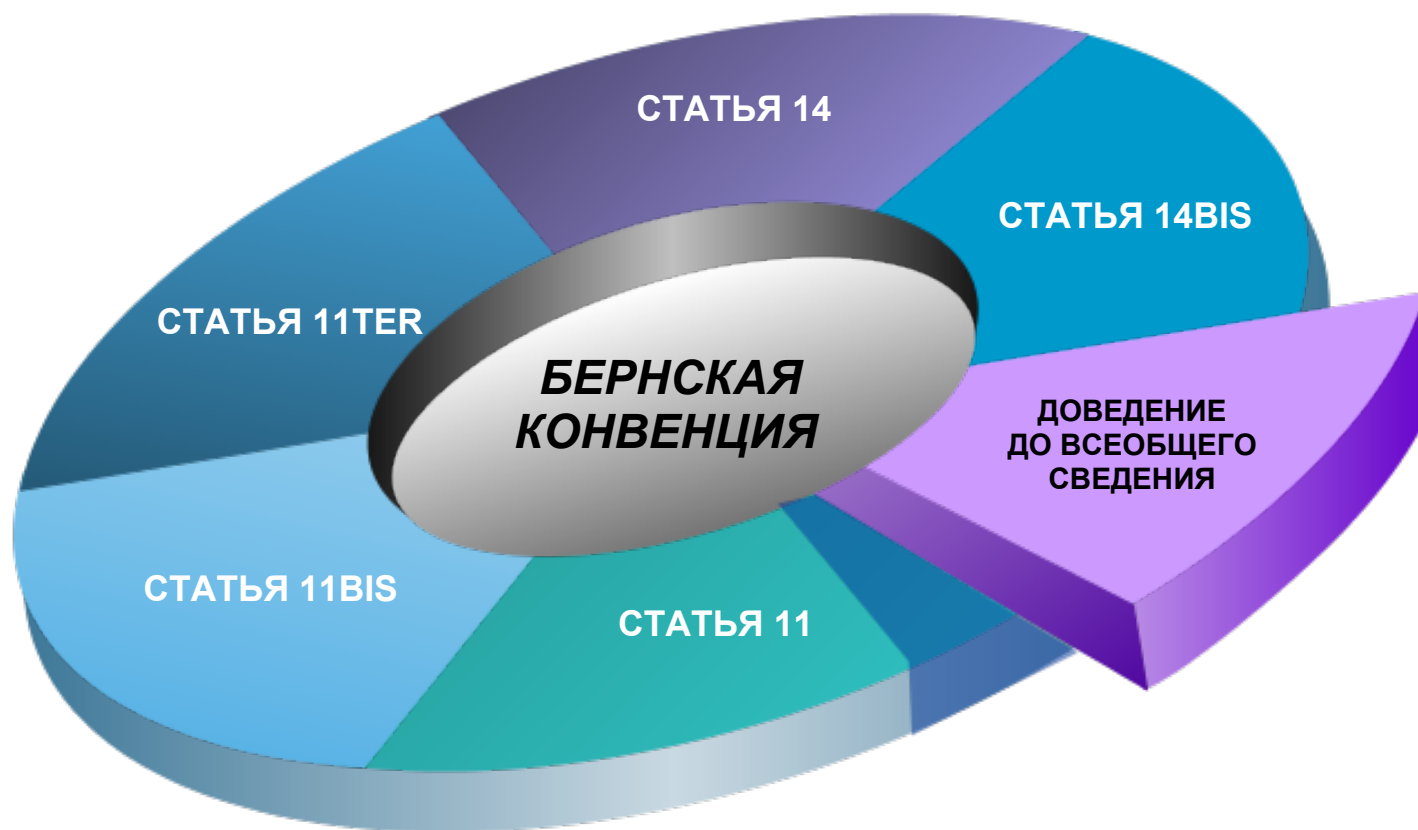 СТАТЬЯ 14
СТАТЬЯ 14BIS
СТАТЬЯ 11TER
БЕРНСКАЯ
КОНВЕНЦИЯ
ДОВЕДЕНИЕ
ДО ВСЕОБЩЕГО
СВЕДЕНИЯ
СТАТЬЯ 11BIS
СТАТЬЯ 11